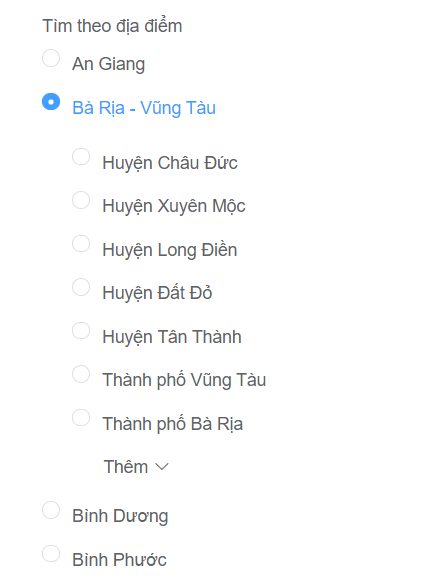 Tìm theo địa điểm
An Giang
Bà Rịa - Vũng Tàu
Huyện Châu Đức
Huyện Xuyên Mộc
Huyện Long Điền
Huyện Đất Đỏ
Huyện Tân Thành
Thành phố Vũng Tàu
Thành phố Bà Rịa
Thêm
Bình Dương
Bình Phước